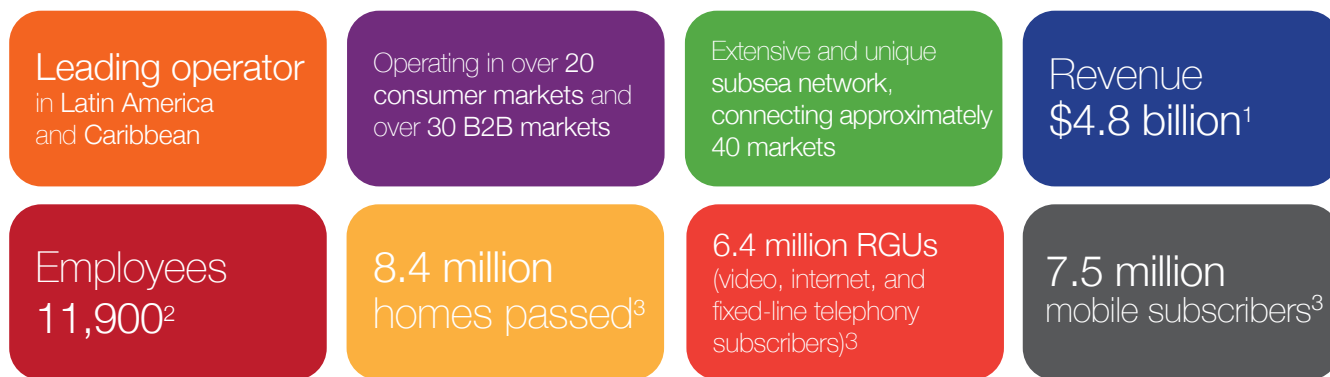 Leading operator
in Latin America
and Caribbean
Operating in over 20
consumer markets and
over 30 B2B markets
Extensive and unique
subsea network,
connecting approximately
40 markets
Revenue
$4.8 billion¹
Employees
11,900²
8.4 million
homes passed³
6.4 million RGUs
(video, internet, and
fixed-line telephony
subscribers)³
7.5 million
mobile subscribers³